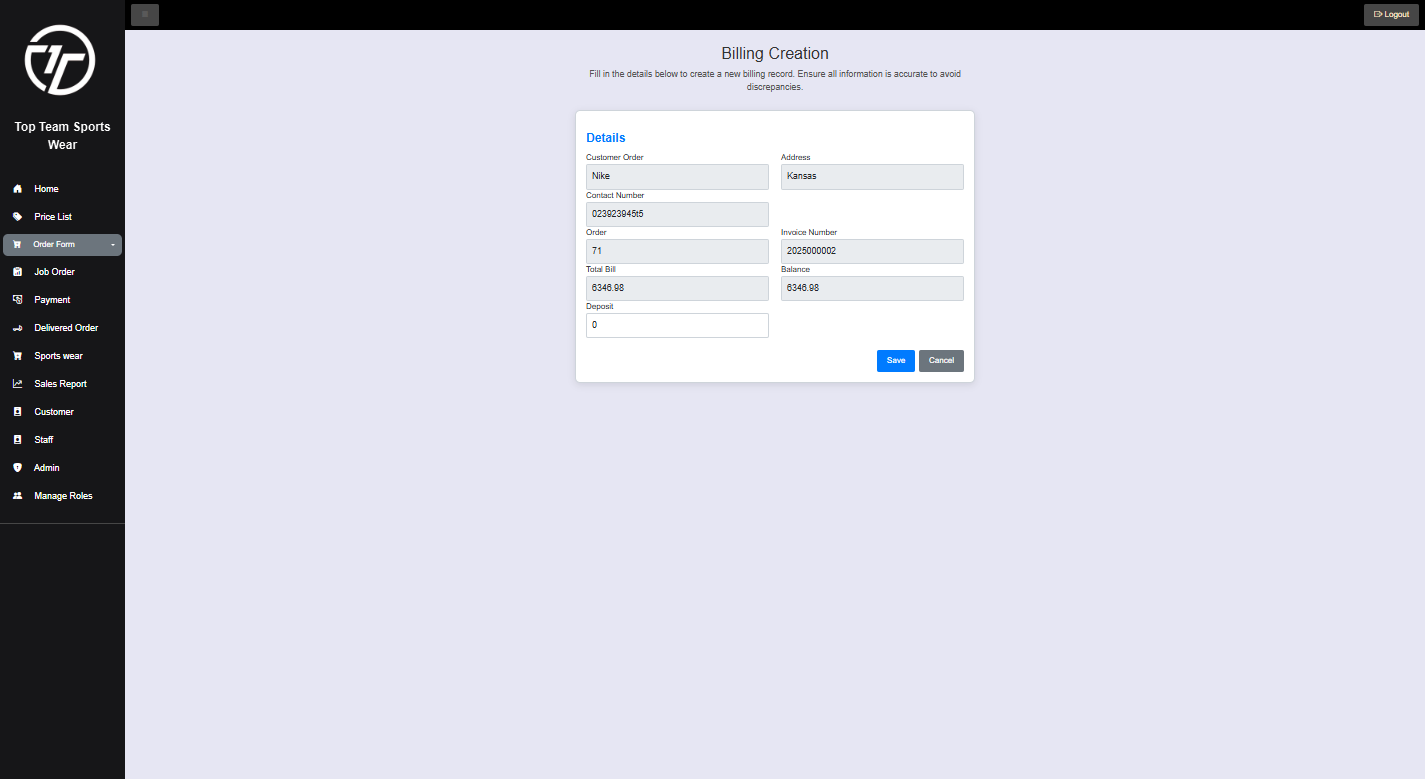 Top Team Sports
Wear
Home
Price List
Order Form
Job Order
Payment
Delivered Order
Sports wear
Sales Report
Customer
Staff
Admin
Manage Roles
Logout
Billing Creation
Fill in the details below to create a new billing record. Ensure all information is accurate to avoid
discrepancies.
Details
Customer Order
Address
Nike
Kansas
Contact Number
023923945t5
Order
Invoice Number
71
2025000002
Total Bill
Balance
6346.98
6346.98
Deposit
0
Save
Cancel